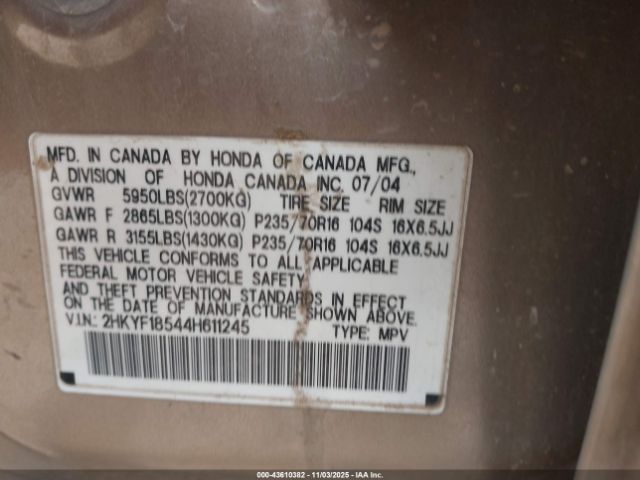 MFD. IN CANADA BY HONDA OF CANADA MFG.,
A DIVISION OF HONDA CANADA INC. 07/04
GVWR 5950LBS(2700KG) TIRE SIZE RIM SIZE
GAWR F 2865LBS(1300KG) P235/70R16 104S 16X6.5JJ
GAWR R 3155LBS(1430KG) P235/70R16 104S 16X6.5JJ
THIS VEHICLE CONFORMS TO ALL APPLICABLE
FEDERAL MOTOR VEHICLE SAFETY
AND THEFT PREVENTION STANDARDS IN EFFECT
ON THE DATE OF MANUFACTURE SHOWN ABOVE.
V.I.N.: 2HKYF18544H611245 TYPE: MPV
000-43610382 - 11/03/2025 - IAA Inc.